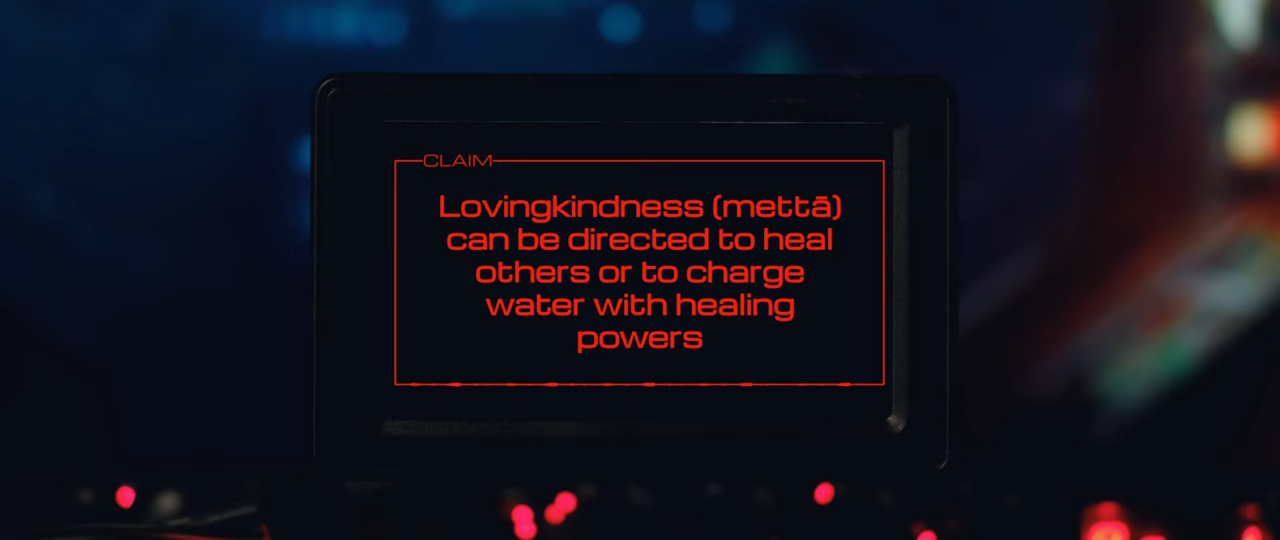 CLAIM
Lovingkindness (mettā)
can be directed to heal
others or to charge
water with healing
powers